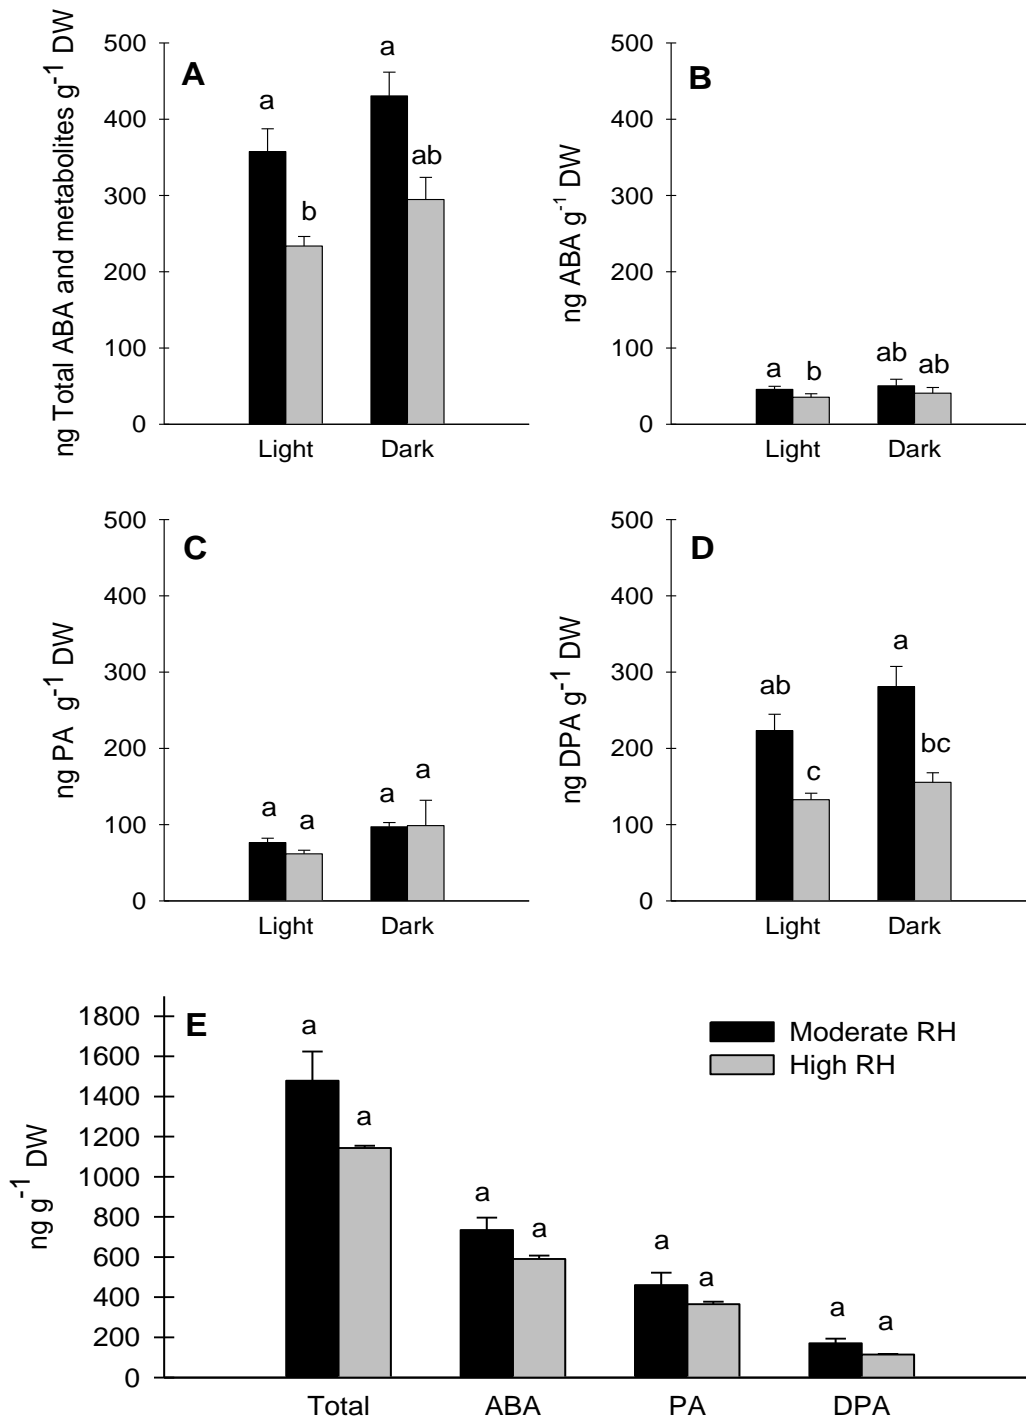 A
ng Total ABA and metabolites g-1 DW
500
400
300
200
100
0
a
b
a
ab
Light
Dark
B
ng ABA g-1 DW
500
400
300
200
100
0
a
b
ab
ab
Light
Dark
C
ng PA g-1 DW
500
400
300
200
100
0
a
a
a
a
Light
Dark
D
ng DPA g-1 DW
500
400
300
200
100
0
ab
c
a
bc
Light
Dark
E
ng g-1 DW
1800
1600
1400
1200
1000
800
600
400
200
0
a
a
a
a
a
a
a
a
Moderate RH
High RH
Total
ABA
PA
DPA